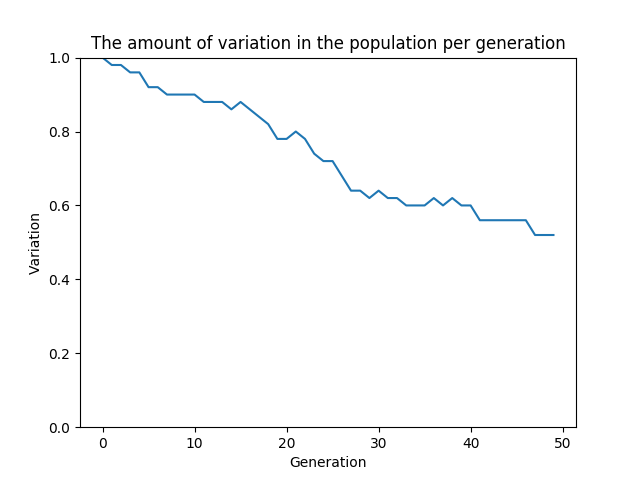 The amount of variation in the population per generation
1.0
0.8
0.6
0.4
0.2
0.0
Variation
0 10 20 30 40 50
Generation